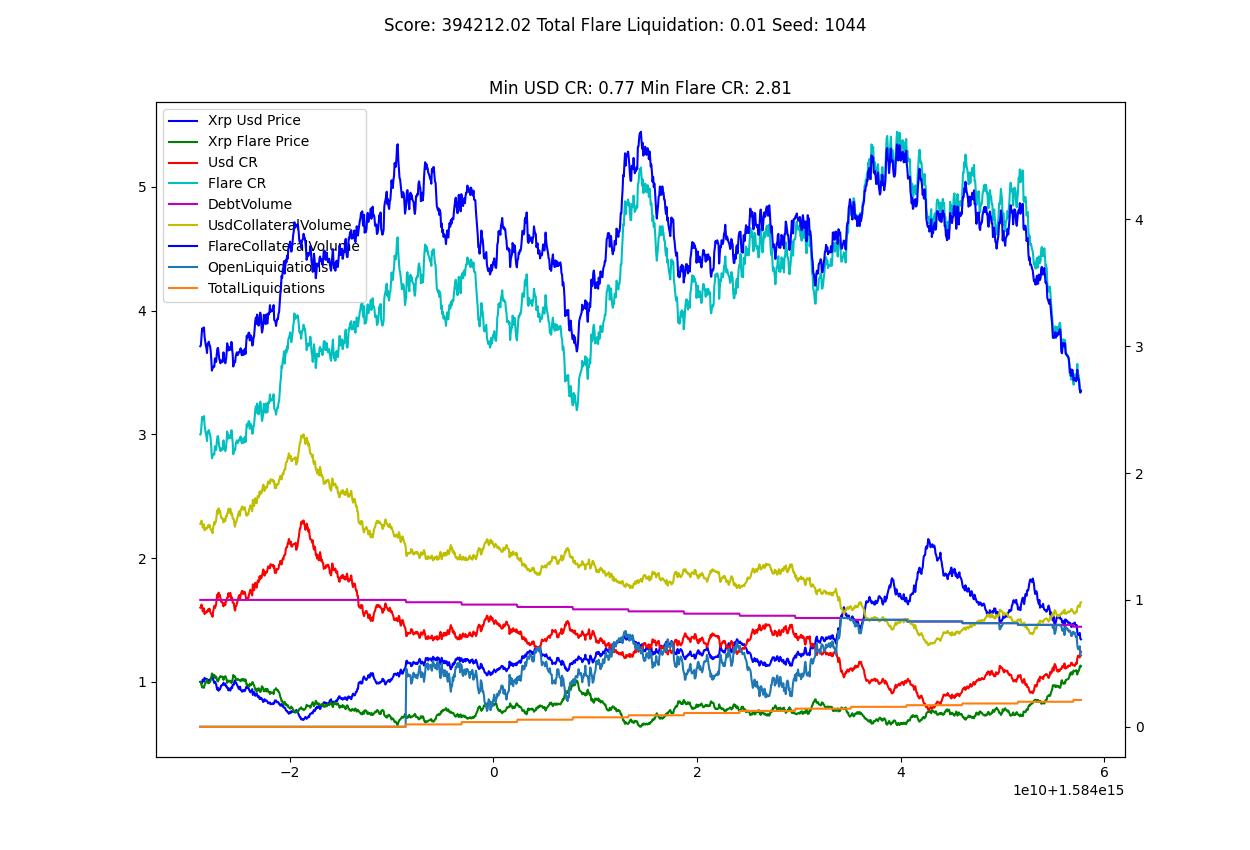 Score: 394212.02 Total Flare Liquidation: 0.01 Seed: 1044
Min USD CR: 0.77 Min Flare CR: 2.81
Xrp Usd Price
Xrp Flare Price
Usd CR
Flare CR
DebtVolume
UsdCollateralVolume
FlareCollateralVolume
OpenLiquidations
TotalLiquidations
5
4
3
2
1
4
3
2
1
0
−2
0
2
4
6
1e10+1.584e15